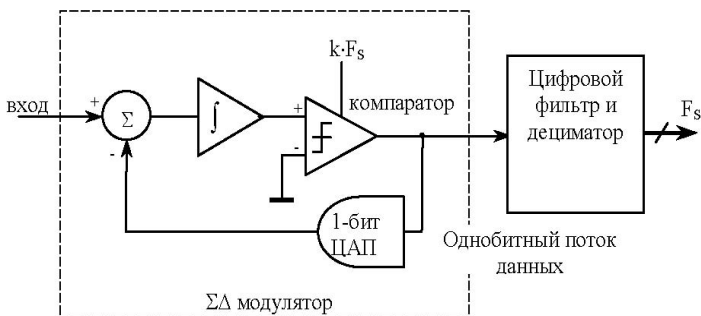 k·Fs
вход
+
Σ
-
∫
+
-
компаратор
Цифровой
фильтр и
дециматор
Fs
1-бит
ЦАП
Однобитный поток
данных
ΣΔ модулятор